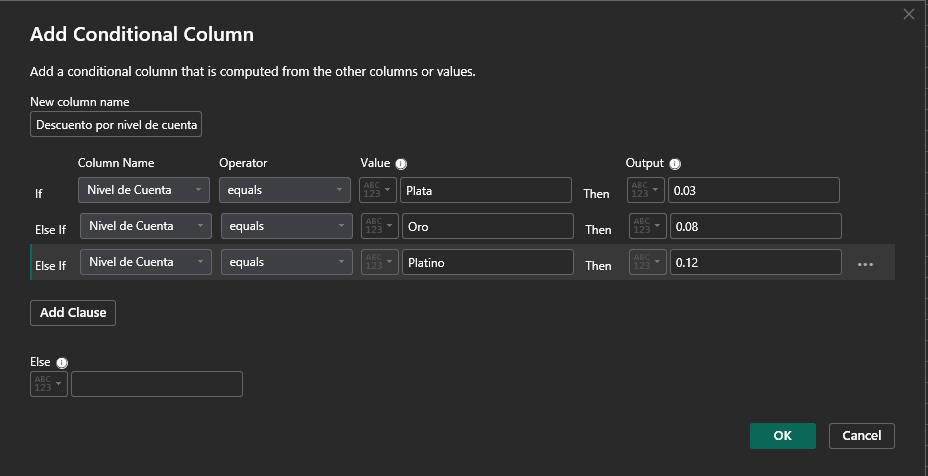 Add Conditional Column
Add a conditional column that is computed from the other columns or values.
New column name
Descuento por nivel de cuenta
Column Name Operator Value Output
If Nivel de Cuenta equals ABC 123 Plata Then ABC 123 0.03
Else If Nivel de Cuenta equals ABC 123 Oro Then ABC 123 0.08
Else If Nivel de Cuenta equals ABC 123 Platino Then ABC 123 0.12 ...
Add Clause
Else
ABC 123
OK Cancel